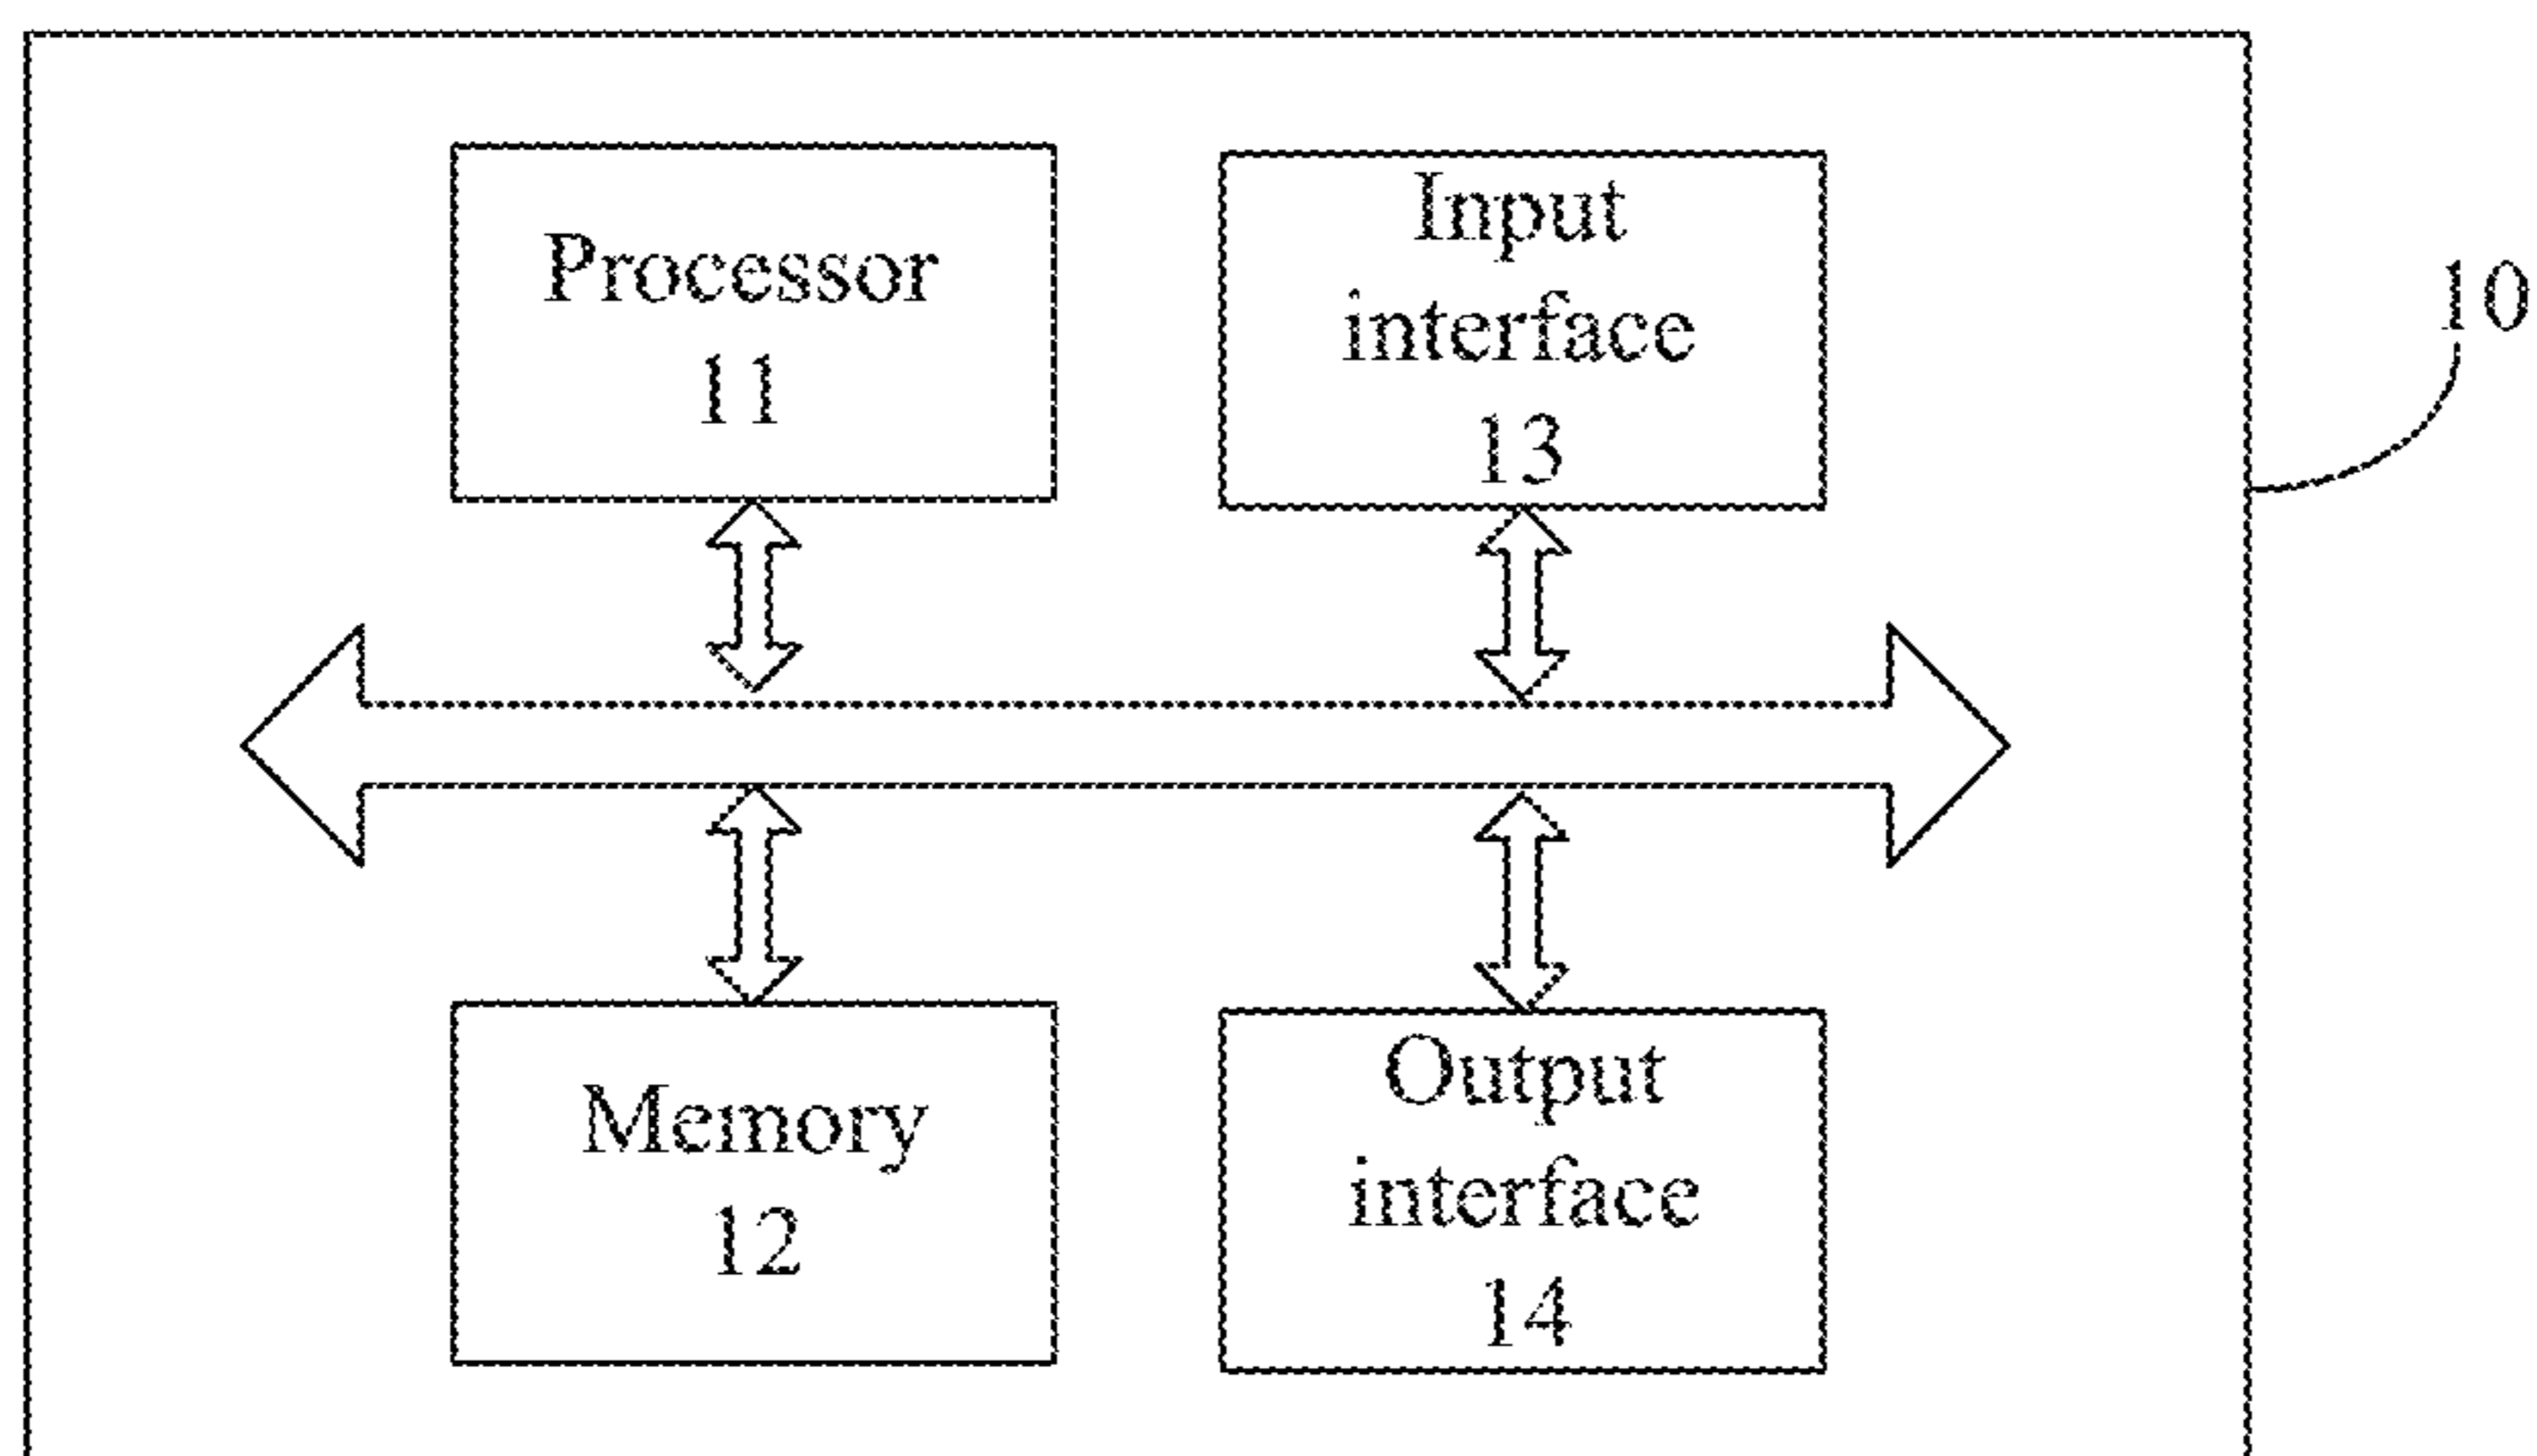 Processor
11
Input
interface
13
10
Memory
12
Output
interface
14